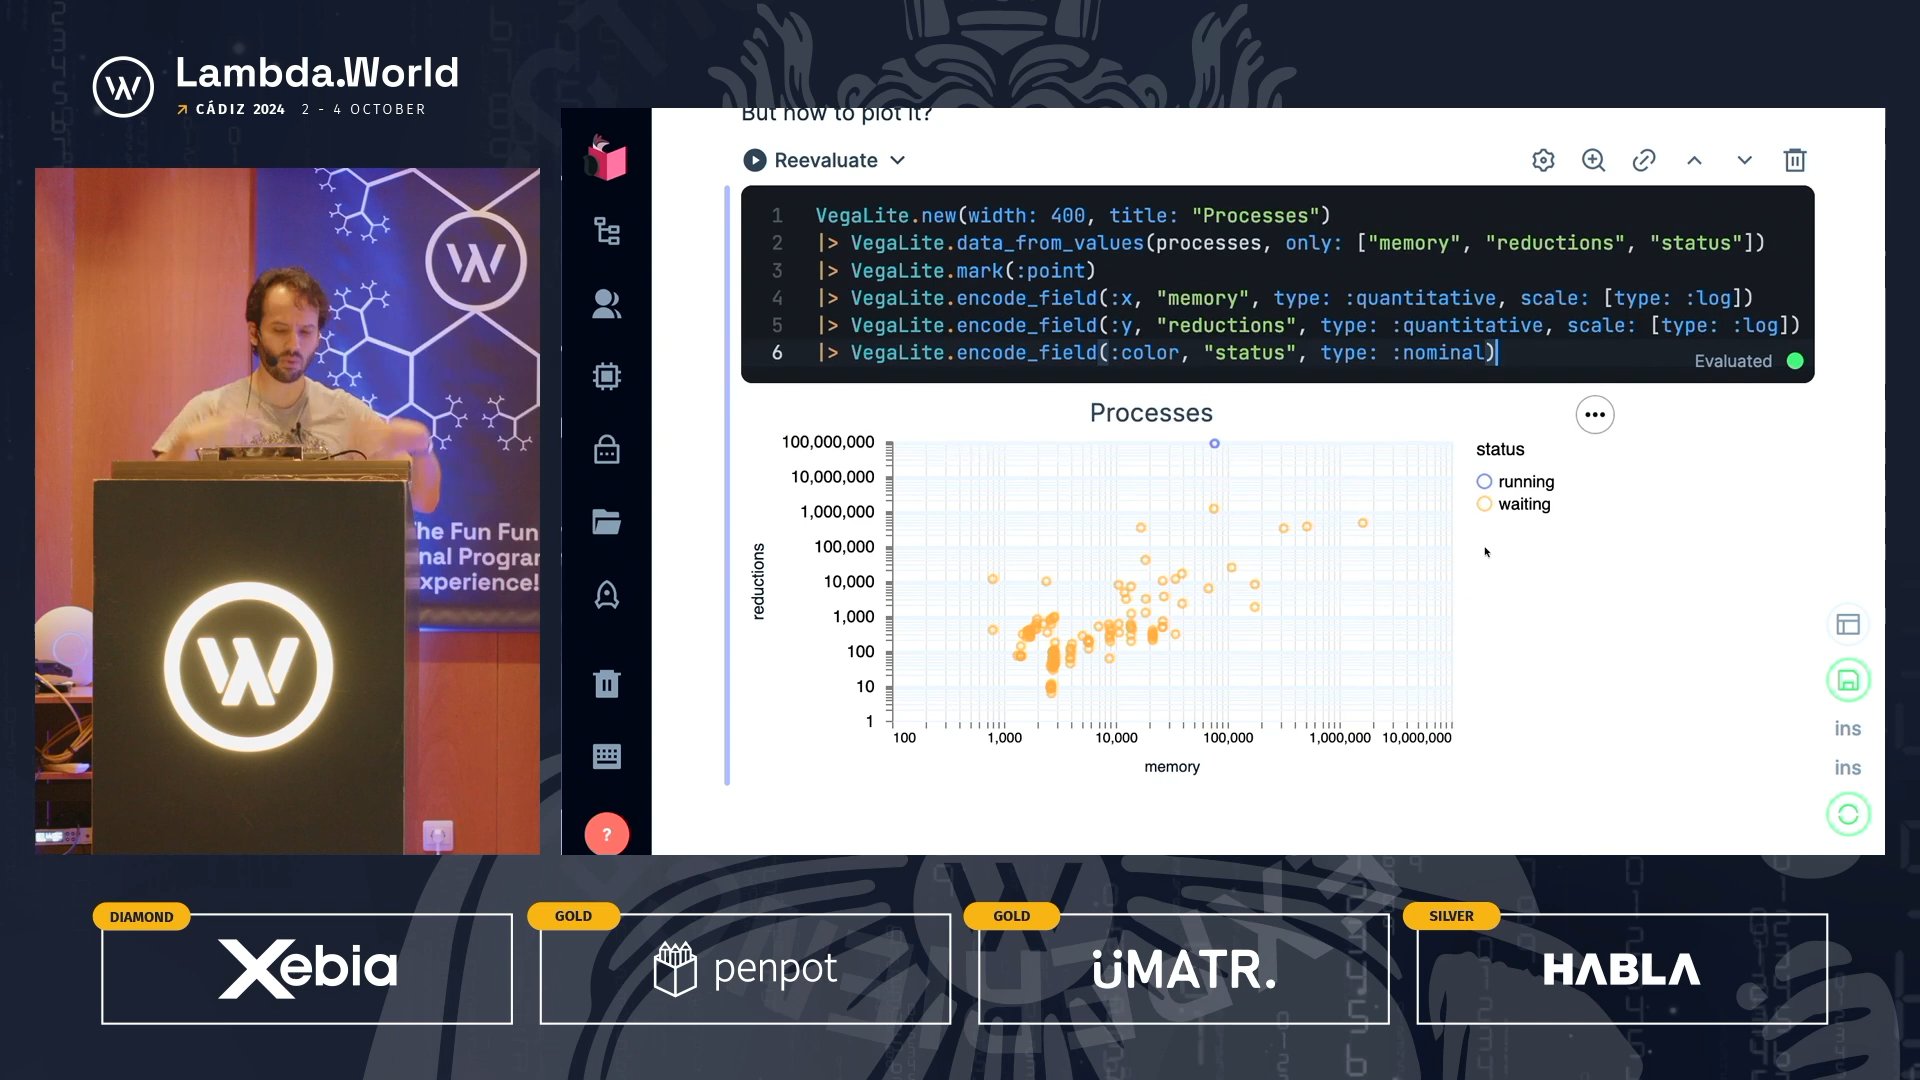 Lambda.World
CÁDIZ 2024 2 - 4 OCTOBER
But how to plot it?
Reevaluate
1 VegaLite.new(width: 400, title: "Processes")
2 |> VegaLite.data_from_values(processes, only: ["memory", "reductions", "status"])
3 |> VegaLite.mark(:point)
4 |> VegaLite.encode_field(:x, "memory", type: :quantitative, scale: [type: :log])
5 |> VegaLite.encode_field(:y, "reductions", type: :quantitative, scale: [type: :log])
6 |> VegaLite.encode_field(:color, "status", type: :nominal)
Evaluated
Processes
100,000,000
10,000,000
1,000,000
100,000
10,000
1,000
100
10
1
reductions
100 1,000 10,000 100,000 1,000,000 10,000,000
memory
status
running
waiting
ins
ins
?
W
he Fun Fun
nal Progra
xperience!
W
DIAMOND
Xebia
GOLD
penpot
GOLD
üMATR.
SILVER
HABLA